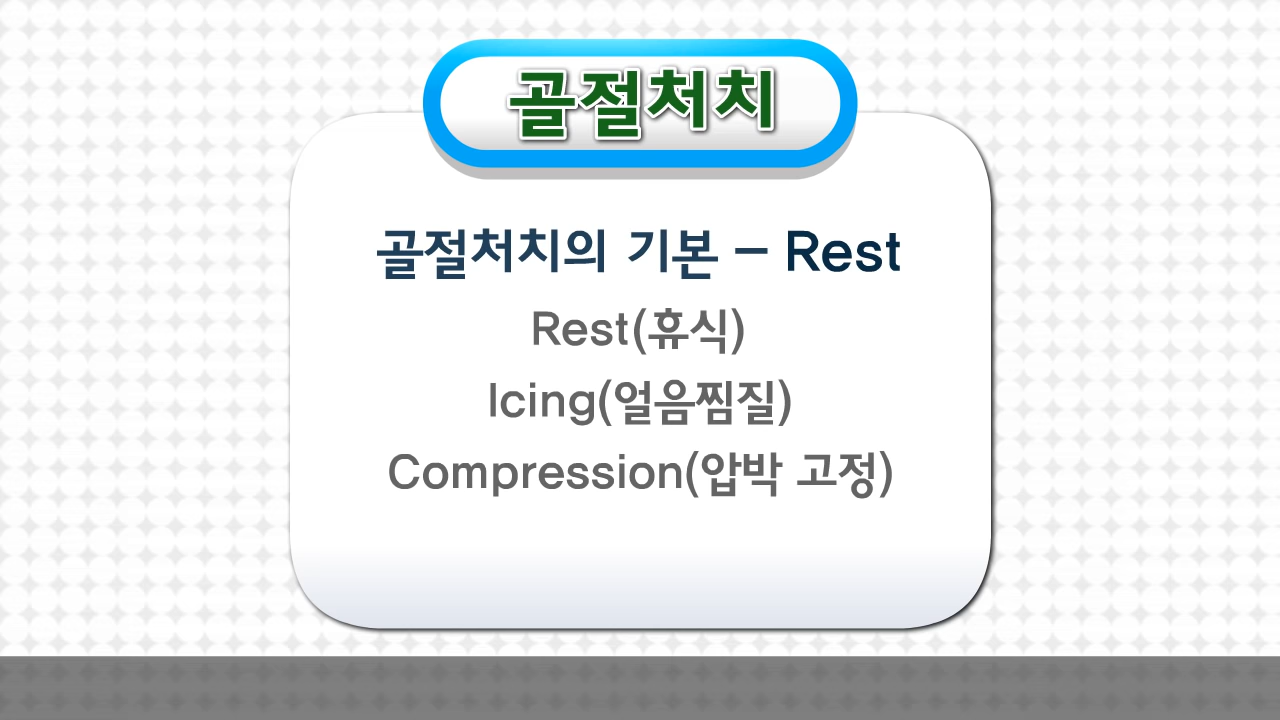 골절처치
골절처치의 기본 – Rest
Rest(휴식)
Icing(얼음찜질)
Compression(압박 고정)